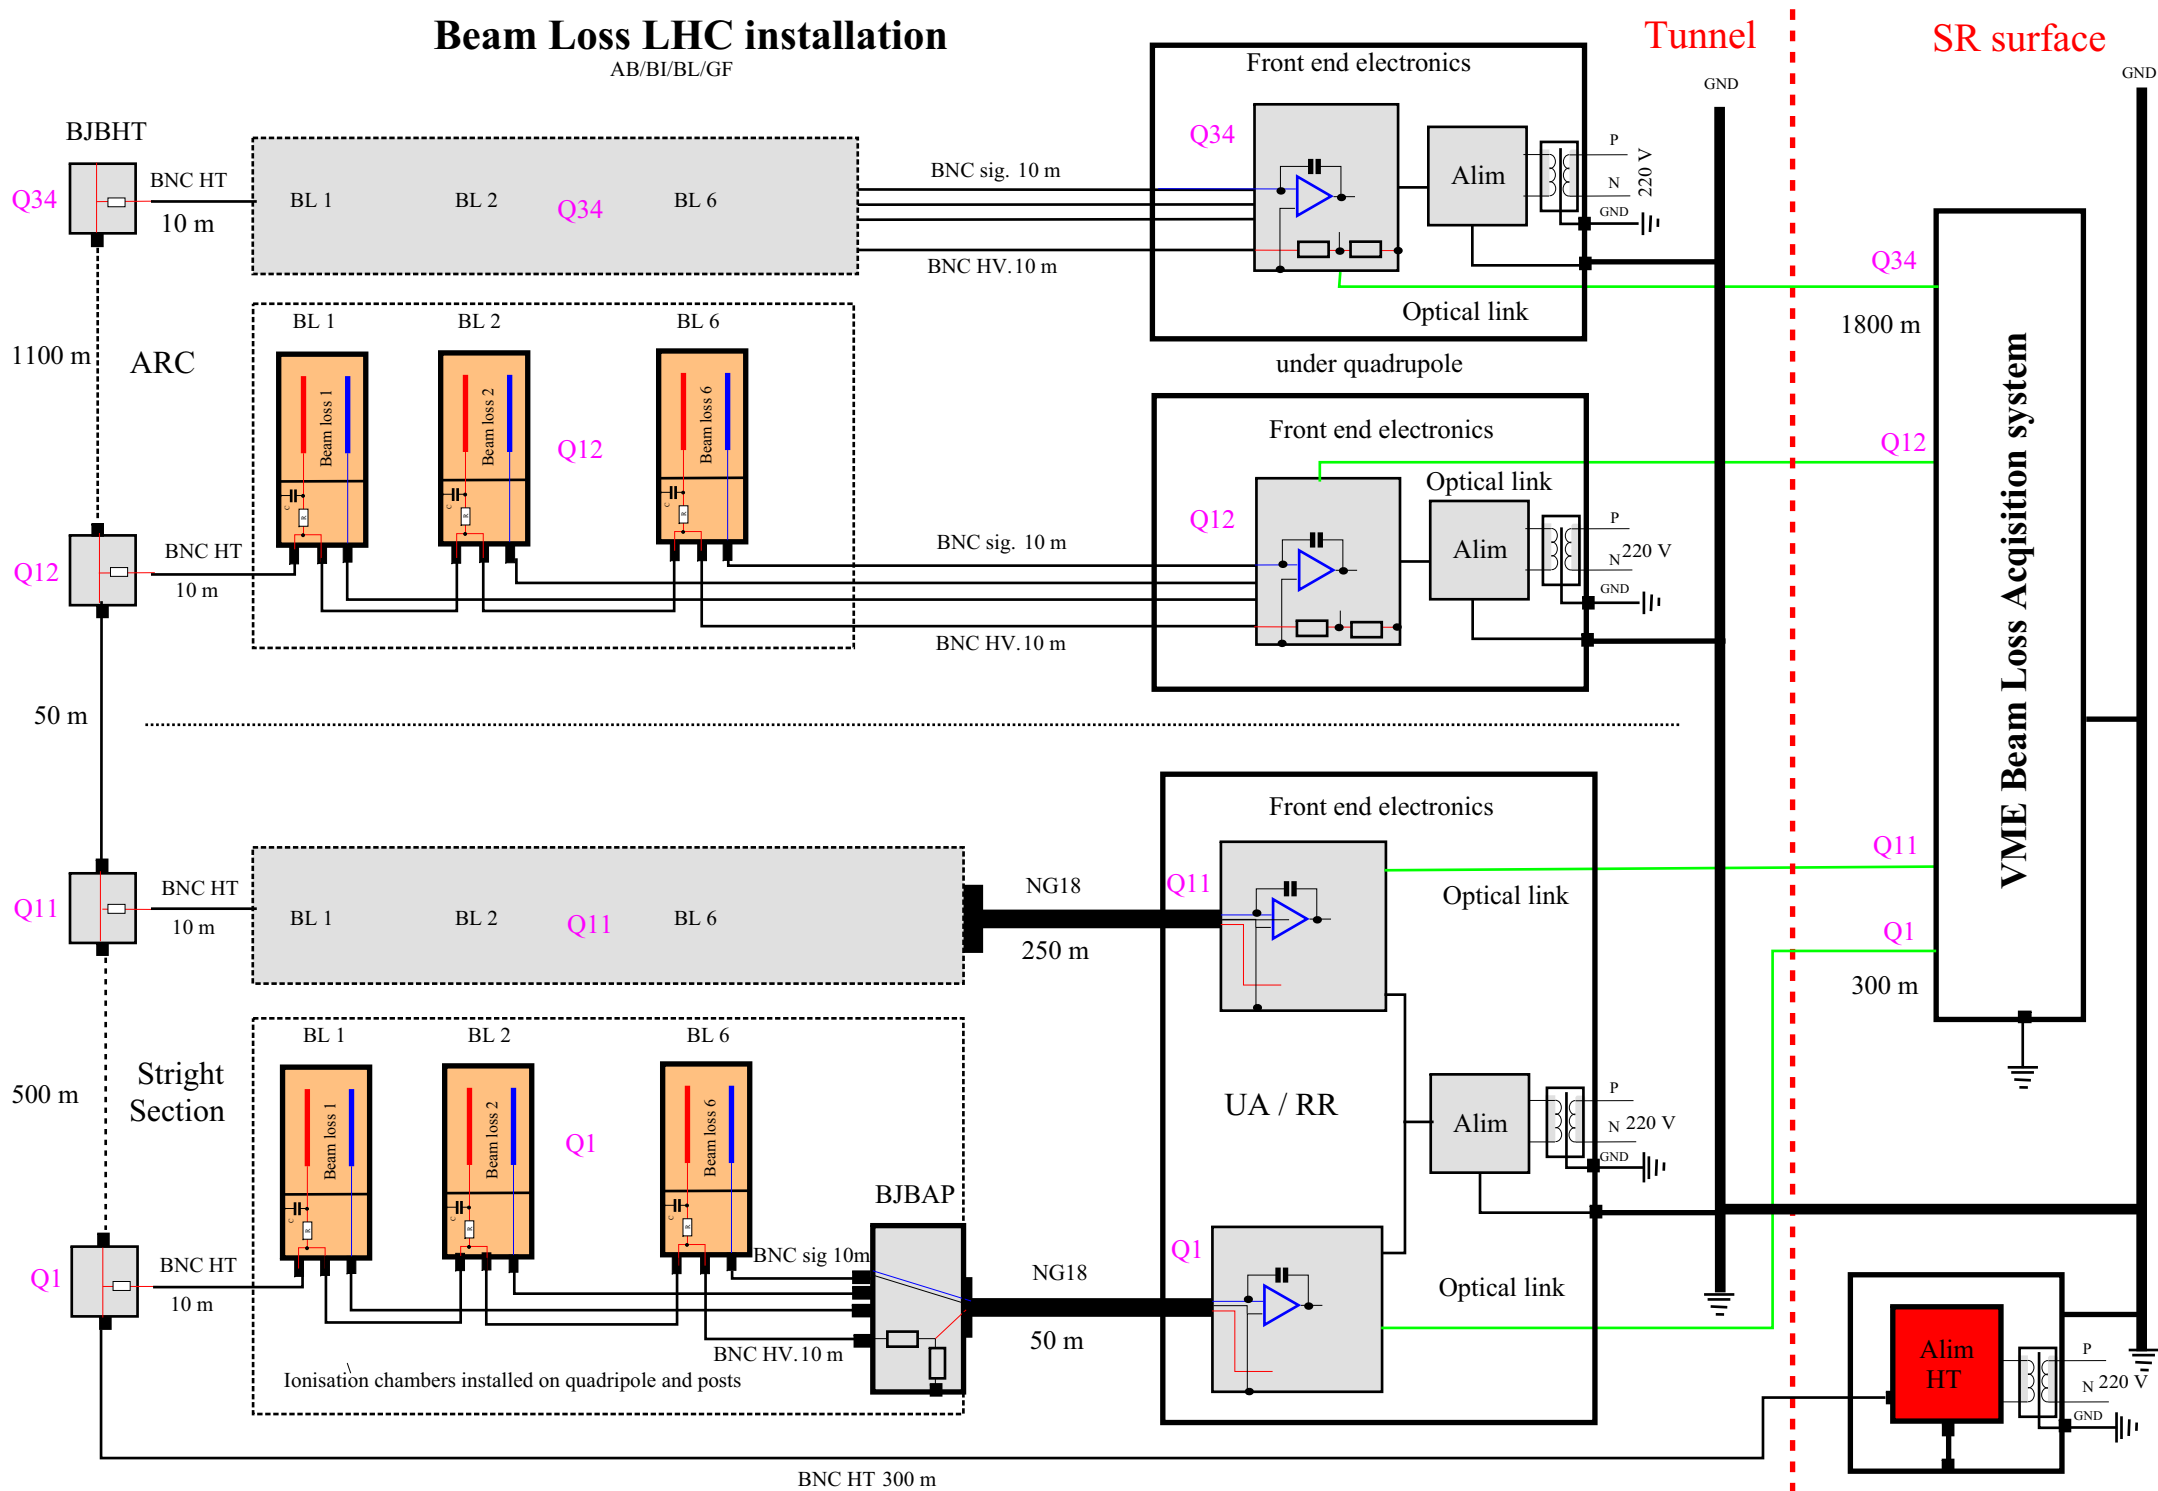 Beam Loss LHC installation
AB/BI/BL/GF
Tunnel
SR surface
GND
GND
BJBHT
Front end electronics
Q34
BNC HT
10 m
Q34
BL 1
BL 2
Q34
BL 6
BNC sig. 10 m
BNC HV.10 m
Alim
P
N
220 V
GND
Optical link
Q34
1800 m
under quadrupole
1100 m
ARC
BL 1
BL 2
BL 6
Beam loss 1
Beam loss 2
Beam loss 6
C
R
C
R
C
R
Q12
Q12
BNC HT
10 m
BNC sig. 10 m
BNC HV.10 m
Front end electronics
Optical link
Q12
Alim
P
N
220 V
GND
Q12
VME Beam Loss Acqisition system
50 m
Q11
BNC HT
10 m
BL 1
BL 2
Q11
BL 6
NG18
250 m
Front end electronics
Q11
Optical link
Q11
Q1
300 m
500 m
Stright
Section
BL 1
BL 2
BL 6
Beam loss 1
Beam loss 2
Beam loss 6
C
R
C
R
C
R
Q1
BJBAP
UA / RR
Alim
P
N
220 V
GND
Q1
BNC HT
10 m
BNC sig 10m
BNC HV.10 m
Ionisation chambers installed on quadripole and posts
NG18
50 m
Q1
Optical link
Alim
HT
P
N
220 V
GND
BNC HT 300 m